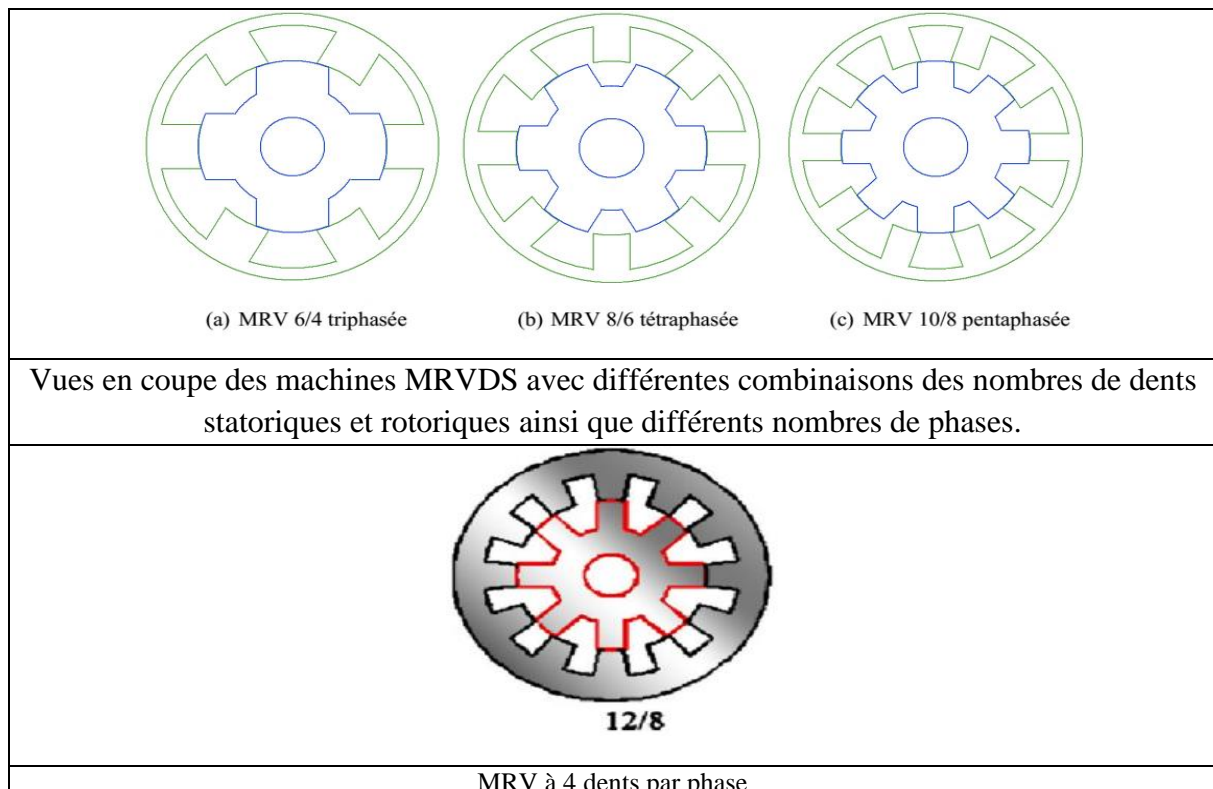 (a) MRV 6/4 triphasée
(b) MRV 8/6 tétraphasée
(c) MRV 10/8 pentaphasée
Vues en coupe des machines MRVDS avec différentes combinaisons des nombres de dents
statoriques et rotoriques ainsi que différents nombres de phases.
12/8
MRV à 4 dents par phase